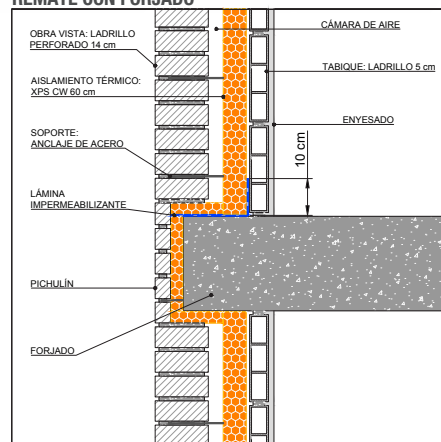 REMATE CON FORJADO
OBRA VISTA: LADRILLO
PERFORADO 14 cm
AISLAMIENTO TÉRMICO:
XPS CW 60 cm
SOPORTE:
ANCLAJE DE ACERO
LÁMINA
IMPERMEABILIZANTE
PICHULÍN
FORJADO
CÁMARA DE AIRE
TABIQUE: LADRILLO 5 cm
ENYESADO
10 cm